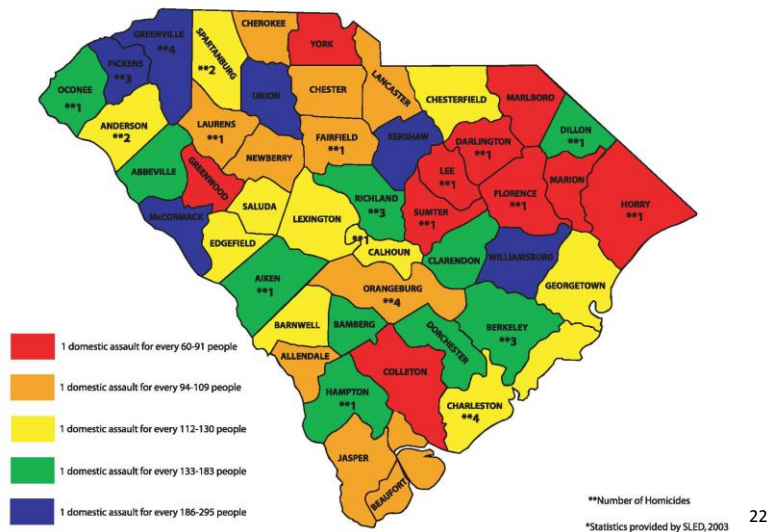 CHEROKEE
GREENVILLE
**4
SPARTANBURG
**2
YORK
PICKENS
**3
OCONEE
**1
UNION
CHESTER
LANCASTER
CHESTERFIELD
MARLBORO
ANDERSON
**2
LAURENS
**1
FAIRFIELD
**1
KERSHAW
DARLINGTON
**1
DILLON
**1
NEWBERRY
ABBEVILLE
GREENWOOD
LEE
**1
MARION
FLORENCE
**1
HORRY
**1
SALUDA
RICHLAND
**3
SUMTER
**1
McCORMACK
LEXINGTON
EDGEFIELD
**1
CALHOUN
CLARENDON
WILLIAMSBURG
AIKEN
**1
ORANGEBURG
**4
GEORGETOWN
BARNWELL
BAMBERG
DORCHESTER
BERKELEY
**3
ALLENDALE
COLLETON
HAMPTON
**1
CHARLESTON
**4
JASPER
BEAUFORT
1 domestic assault for every 60-91 people
1 domestic assault for every 94-109 people
1 domestic assault for every 112-130 people
1 domestic assault for every 133-183 people
1 domestic assault for every 186-295 people
**Number of Homicides
*Statistics provided by SLED, 2003
22